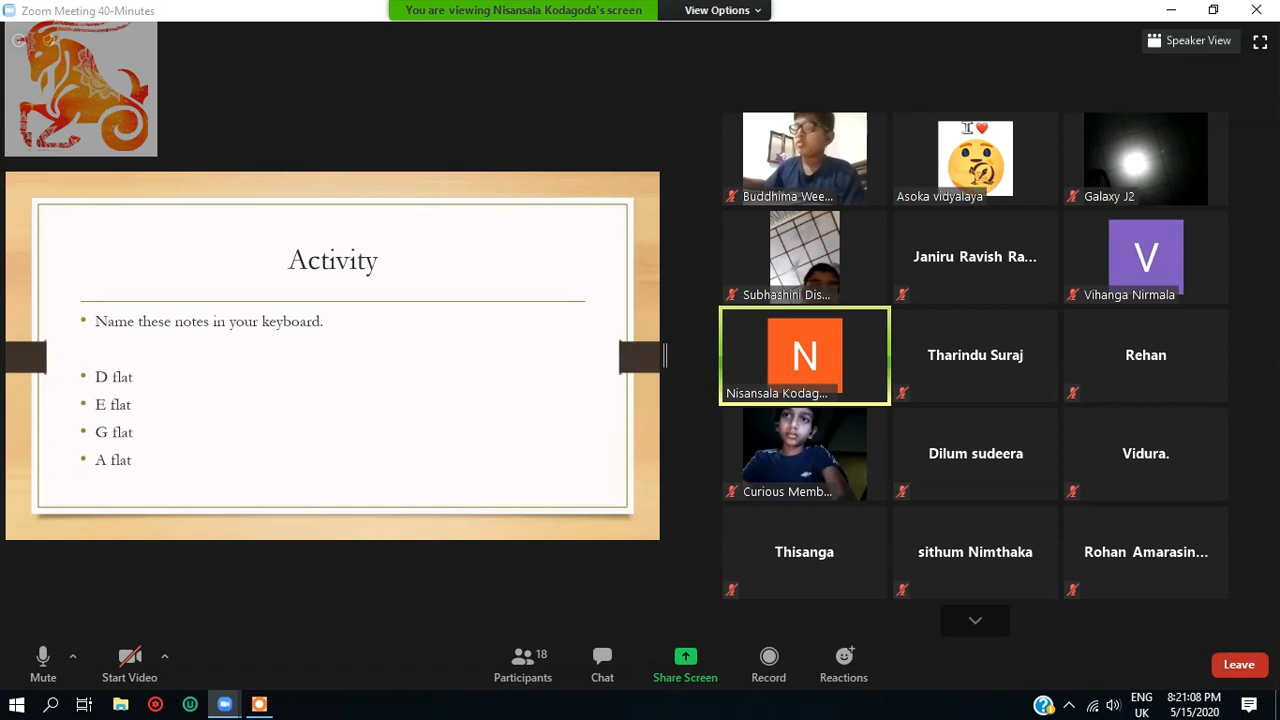 Zoom Meeting 40-Minutes
You are viewing Nisansala Kodagoda's screen
View Options
Speaker View
Activity
• Name these notes in your keyboard.
• D flat
• E flat
• G flat
• A flat
Buddhima Wee...
I
Asoka vidyalaya
Galaxy J2
Subhashini Dis...
Janiru Ravish Ra...
V
Vihanga Nirmala
N
Nisansala Kodag...
Tharindu Suraj
Rehan
Curious Memb...
Dilum sudeera
Vidura.
Thisanga
sithum Nimthaka
Rohan Amarasin...
Mute
Start Video
18
Participants
Chat
Share Screen
Record
Reactions
Leave
ENG
UK
8:21:08 PM
5/15/2020